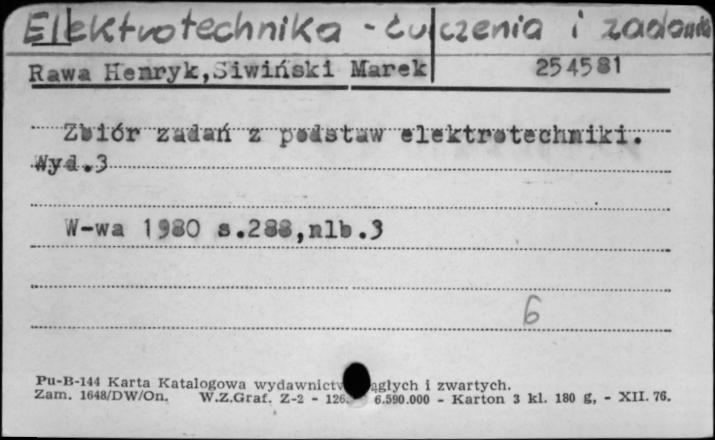 Elektrotechnika - ćwiczenia i zadania
Rawa Henryk,Siwiński Marek 254581
Zbiór zadań z podstaw elektrotechniki.
Wyd.3
W-wa 1980 s.288,nlb.3
6
Pu-B-144 Karta Katalogowa wydawnictw ągłych i zwartych.
Zam. 1648/DW/On. W.Z.Graf. Z-2 - 126 6.590.000 - Karton 3 kl. 180 g, - XII. 76.